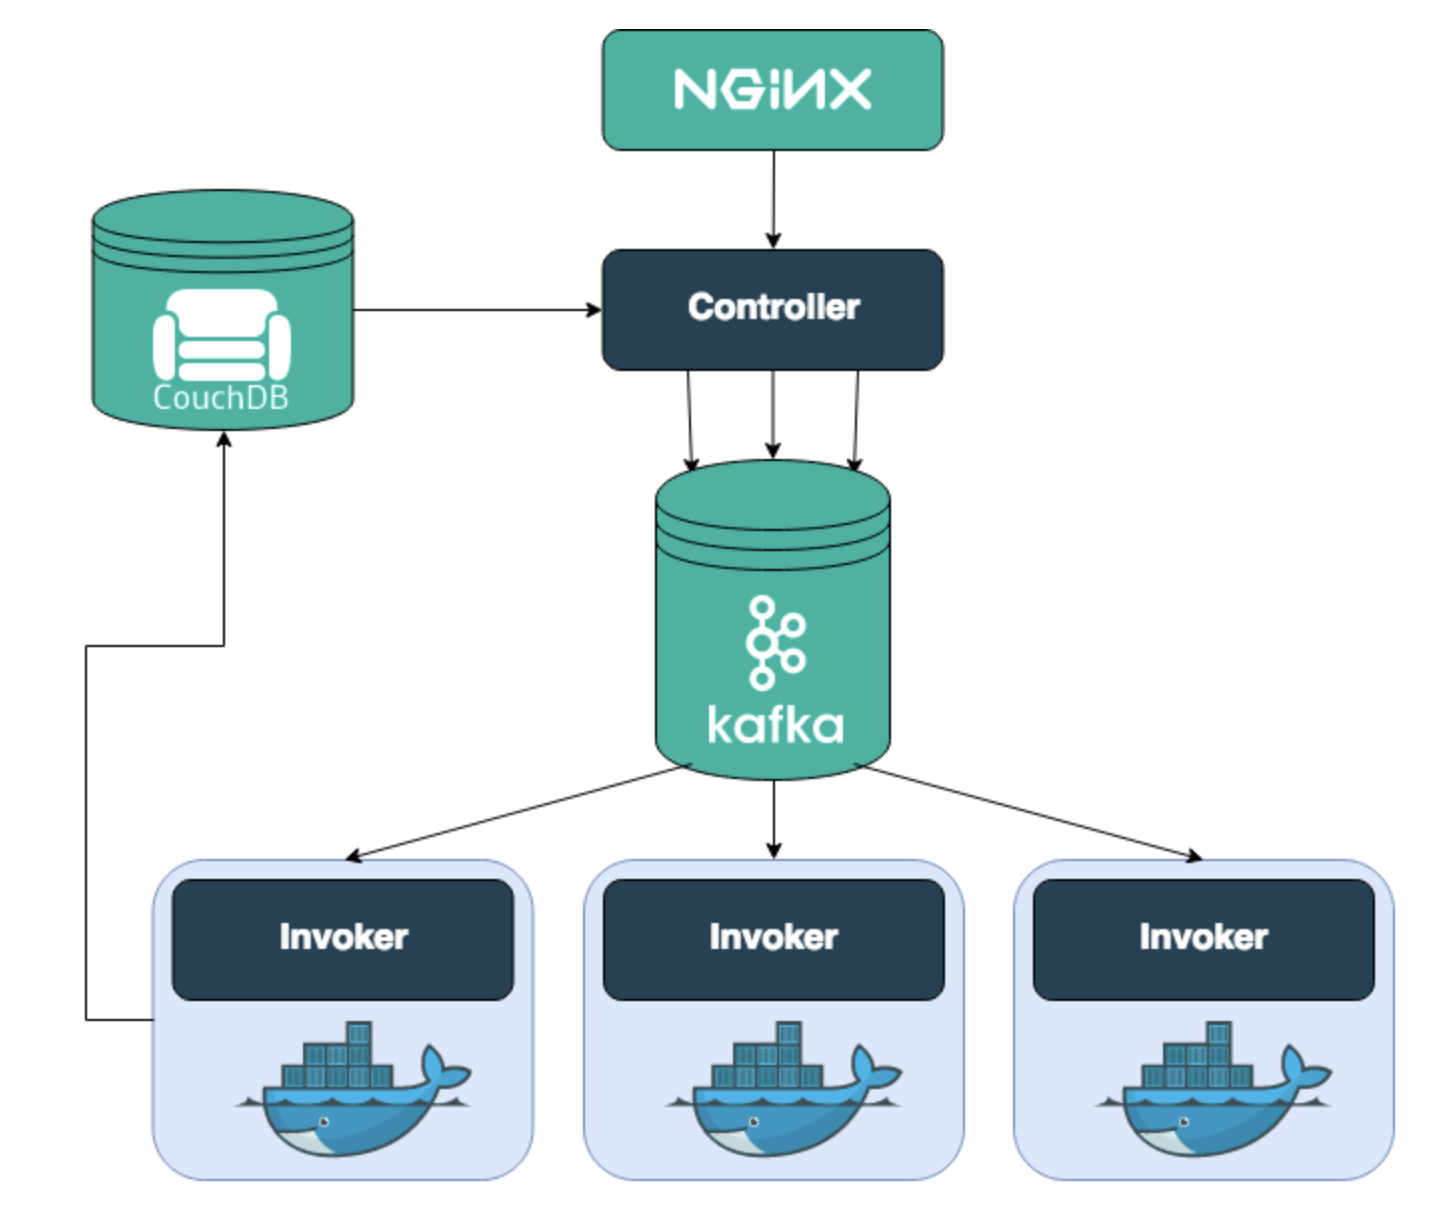 NGiNX
Controller
CouchDB
kafka
Invoker
Invoker
Invoker